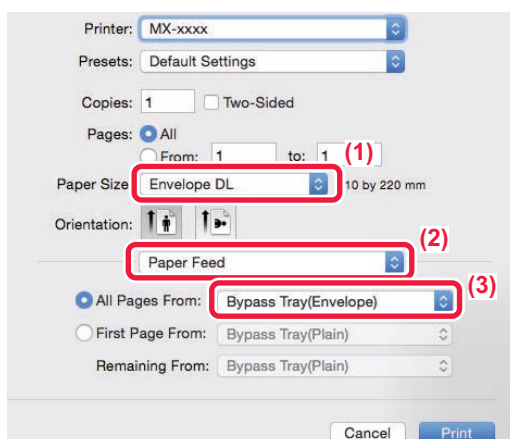 Printer: MX-xxxx
Presets: Default Settings
Copies: 1 Two-Sided
Pages: All
From: 1 to: 1 (1)
Paper Size Envelope DL 10 by 220 mm
Orientation:
(2)
Paper Feed
(3)
All Pages From: Bypass Tray(Envelope)
First Page From: Bypass Tray(Plain)
Remaining From: Bypass Tray(Plain)
Cancel Print